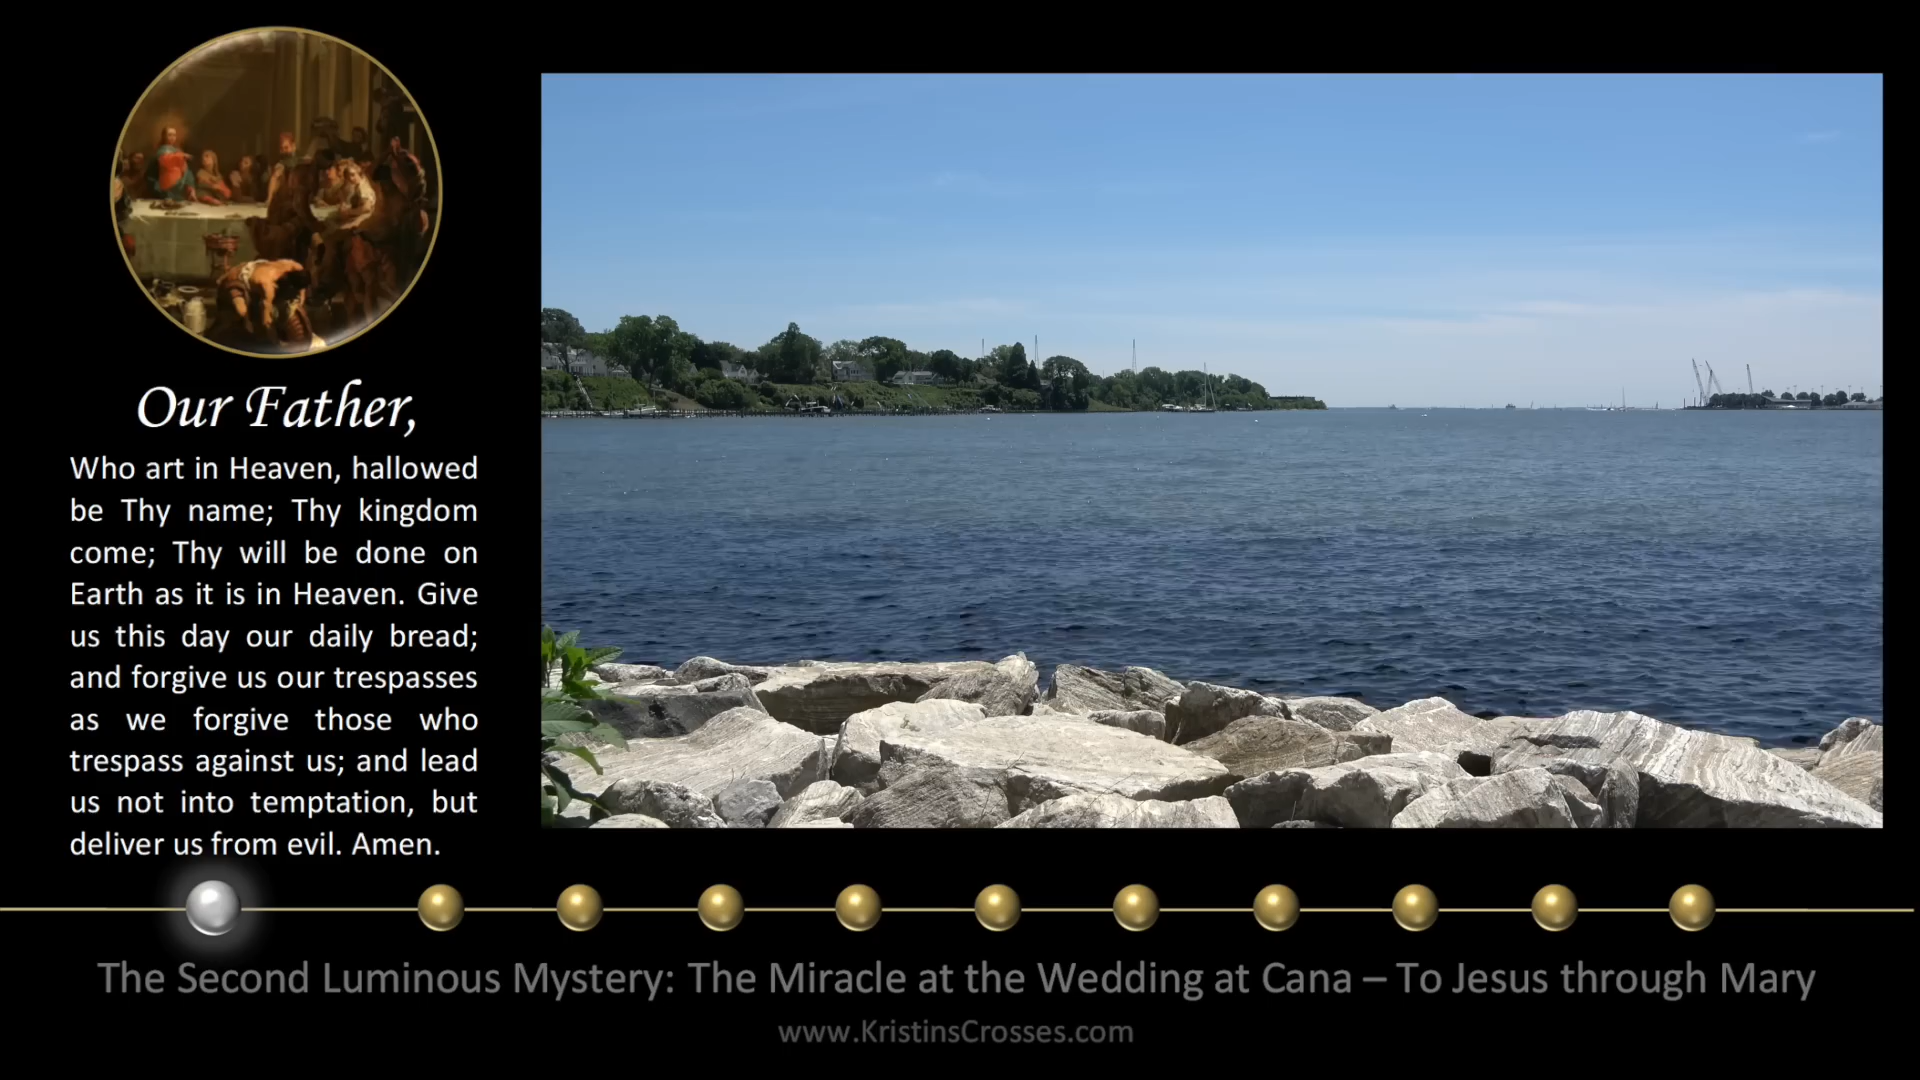 Our Father,
Who art in Heaven, hallowed
be Thy name; Thy kingdom
come; Thy will be done on
Earth as it is in Heaven. Give
us this day our daily bread;
and forgive us our trespasses
as we forgive those who
trespass against us; and lead
us not into temptation, but
deliver us from evil. Amen.
The Second Luminous Mystery: The Miracle at the Wedding at Cana – To Jesus through Mary
www.KristinsCrosses.com